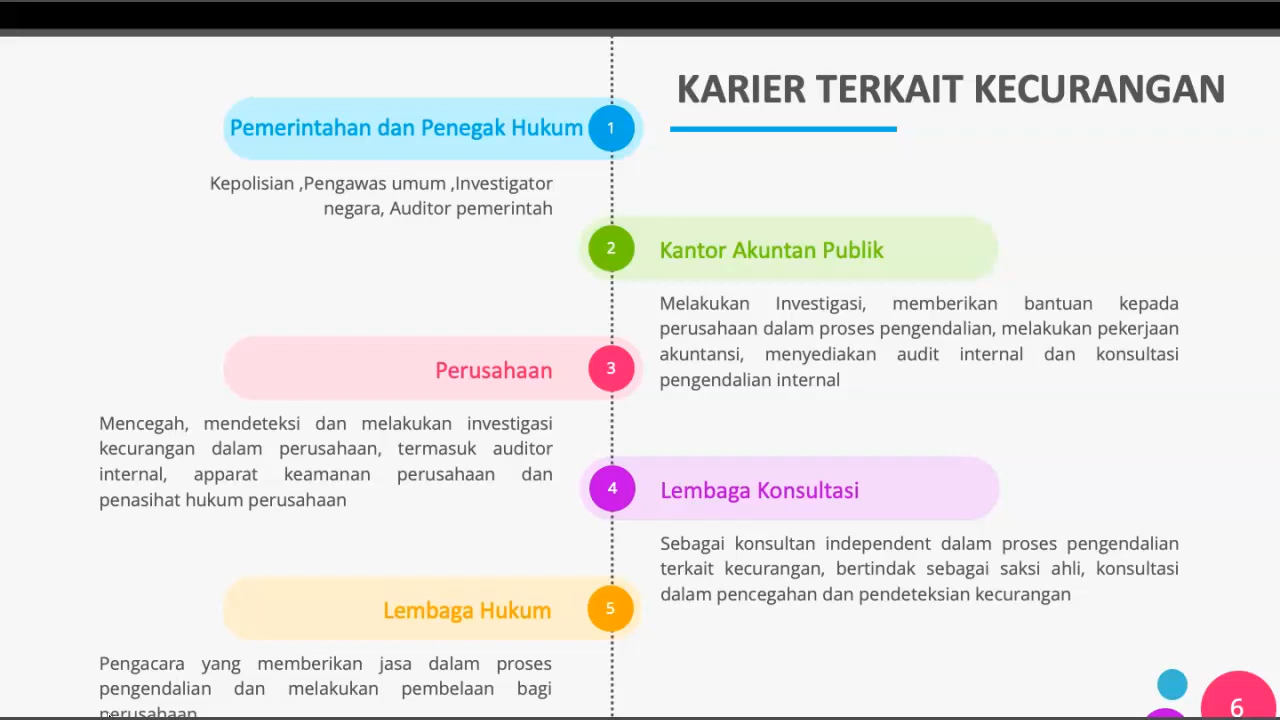 KARIER TERKAIT KECURANGAN
Pemerintahan dan Penegak Hukum
1
Kepolisian ,Pengawas umum ,Investigator
negara, Auditor pemerintah
2
Kantor Akuntan Publik
Melakukan Investigasi, memberikan bantuan kepada
perusahaan dalam proses pengendalian, melakukan pekerjaan
akuntansi, menyediakan audit internal dan konsultasi
pengendalian internal
Perusahaan
3
Mencegah, mendeteksi dan melakukan investigasi
kecurangan dalam perusahaan, termasuk auditor
internal, apparat keamanan perusahaan dan
penasihat hukum perusahaan
4
Lembaga Konsultasi
Sebagai konsultan independent dalam proses pengendalian
terkait kecurangan, bertindak sebagai saksi ahli, konsultasi
dalam pencegahan dan pendeteksian kecurangan
Lembaga Hukum
5
Pengacara yang memberikan jasa dalam proses
pengendalian dan melakukan pembelaan bagi
perusahaan
6